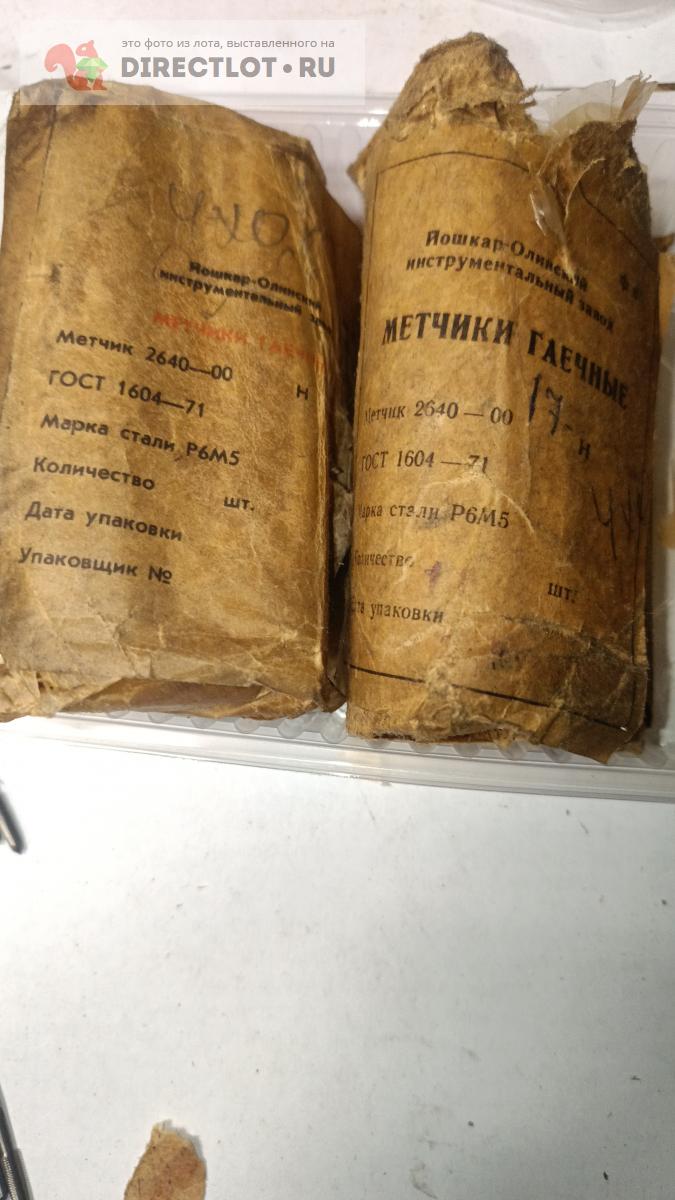 это фото из лота, выставленного на
DIRECTLOT•RU
Йошкар-Олинский
инструментальный завод
МЕТЧИКИ ГАЕЧНЫЕ
Метчик 2640—00 Н
ГОСТ 1604—71
Марка стали Р6М5
Количество шт.
Дата упаковки
Упаковщик №
Йошкар-Олинский
инструментальный завод
МЕТЧИКИ ГАЕЧНЫЕ
Метчик 2640—00 17 Н
ГОСТ 1604—71
Марка стали Р6М5
Количество шт.
Дата упаковки